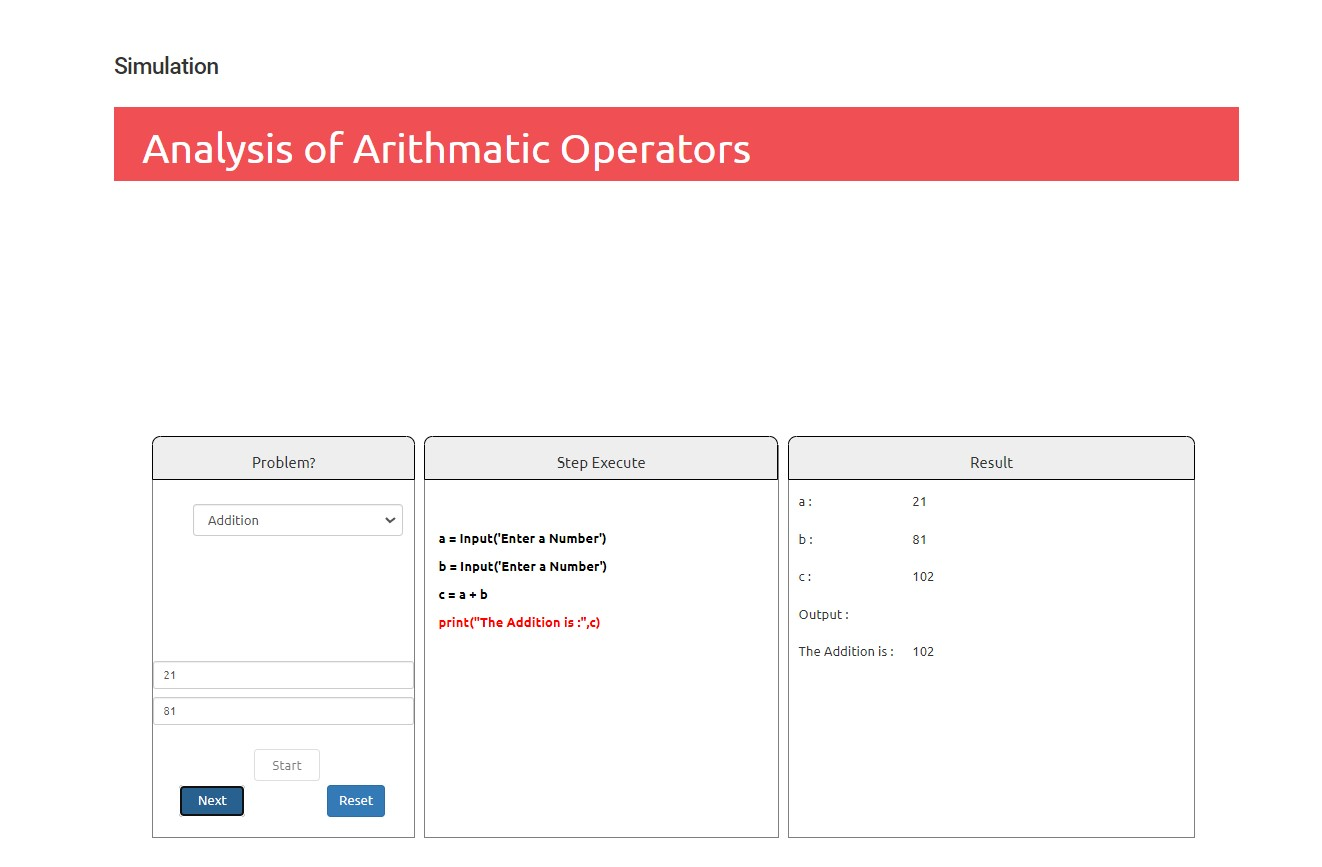 Simulation
Analysis of Arithmatic Operators
Problem?
Addition
21
81
Start
Next
Reset
Step Execute
a = Input('Enter a Number')
b = Input('Enter a Number')
c = a + b
print("The Addition is :",c)
Result
a : 21
b : 81
c : 102
Output :
The Addition is : 102